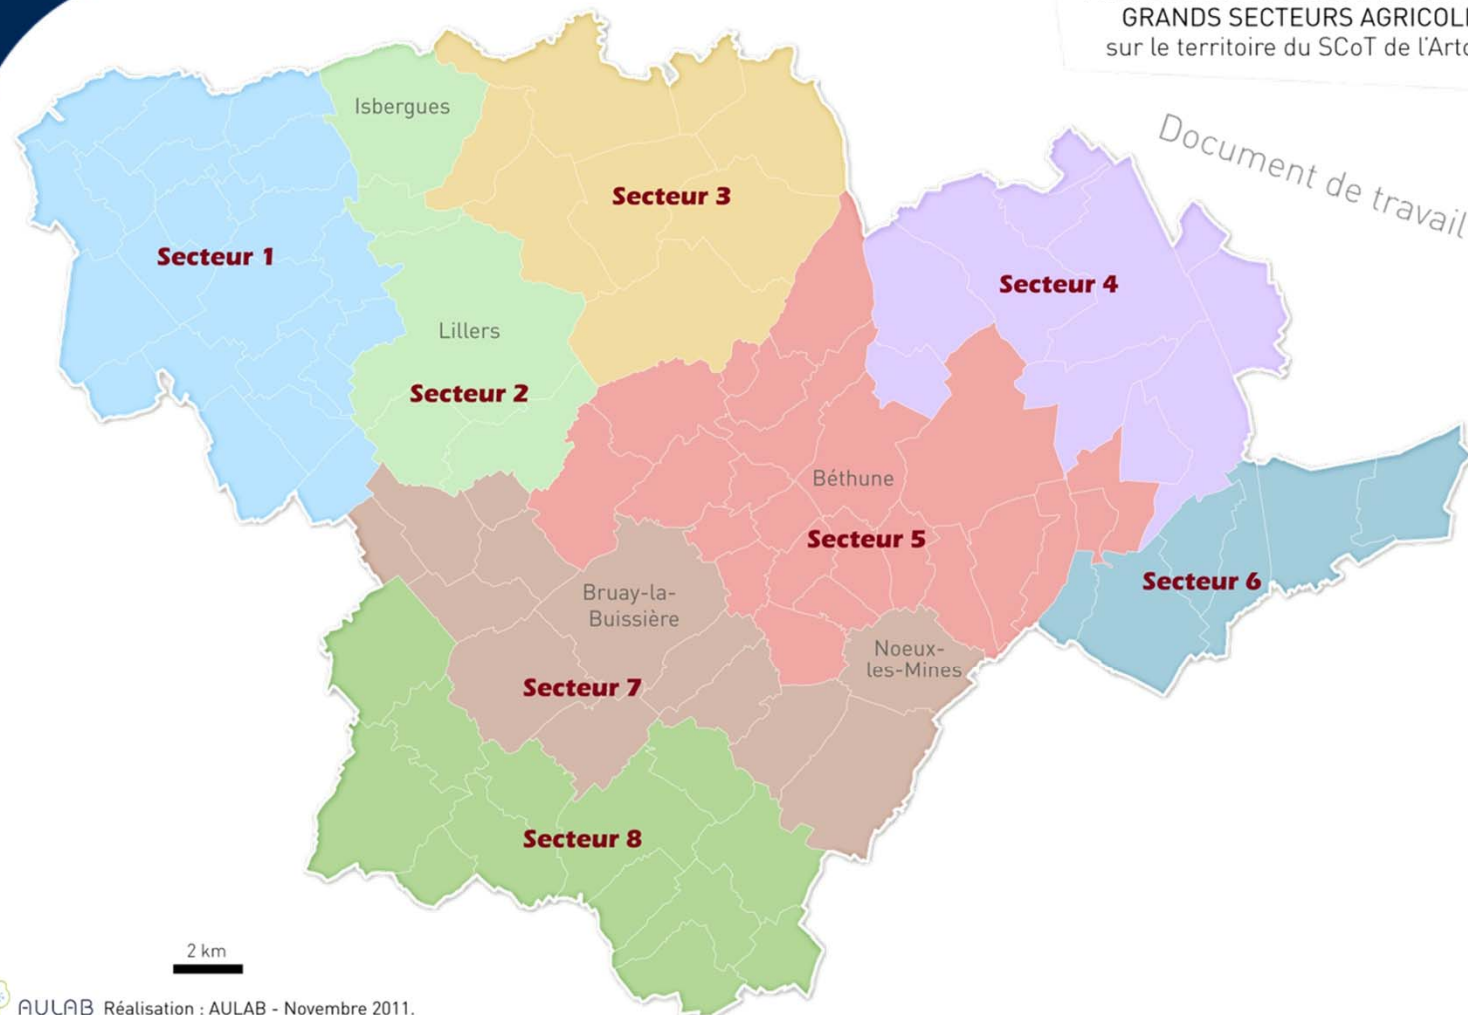 GRANDS SECTEURS AGRICOL
sur le territoire du SCoT de l'Arto
Document de travail
Isbergues
Secteur 3
Secteur 1
Secteur 4
Lillers
Secteur 2
Béthune
Secteur 5
Secteur 6
Bruay-la-
Buissière
Noeux-
les-Mines
Secteur 7
Secteur 8
2 km
AULAB Réalisation : AULAB - Novembre 2011.